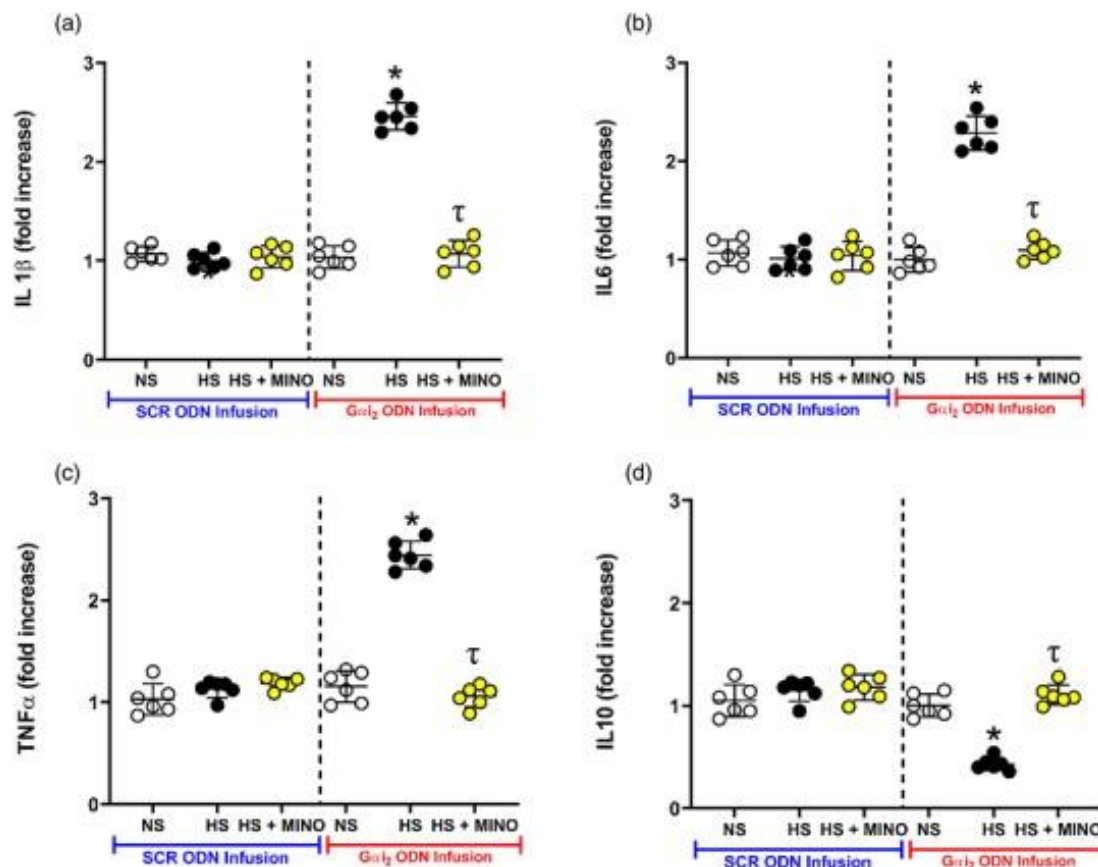 (a)
IL 1β (fold increase)
3
2
1
0
*
τ
*
NS HS HS + MINO NS HS HS + MINO
SCR ODN Infusion Gαi₂ ODN Infusion
(b)
IL6 (fold increase)
3
2
1
0
*
τ
*
NS HS HS + MINO NS HS HS + MINO
SCR ODN Infusion Gαi₂ ODN Infusion
(c)
TNFα (fold increase)
3
2
1
0
*
τ
NS HS HS + MINO NS HS HS + MINO
SCR ODN Infusion Gαi₂ ODN Infusion
(d)
IL10 (fold increase)
3
2
1
0
τ
*
NS HS HS + MINO NS HS HS + MINO
SCR ODN Infusion Gαi₂ ODN Infusion